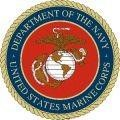 DEPARTMENT OF THE NAVY
UNITED STATES MARINE CORPS